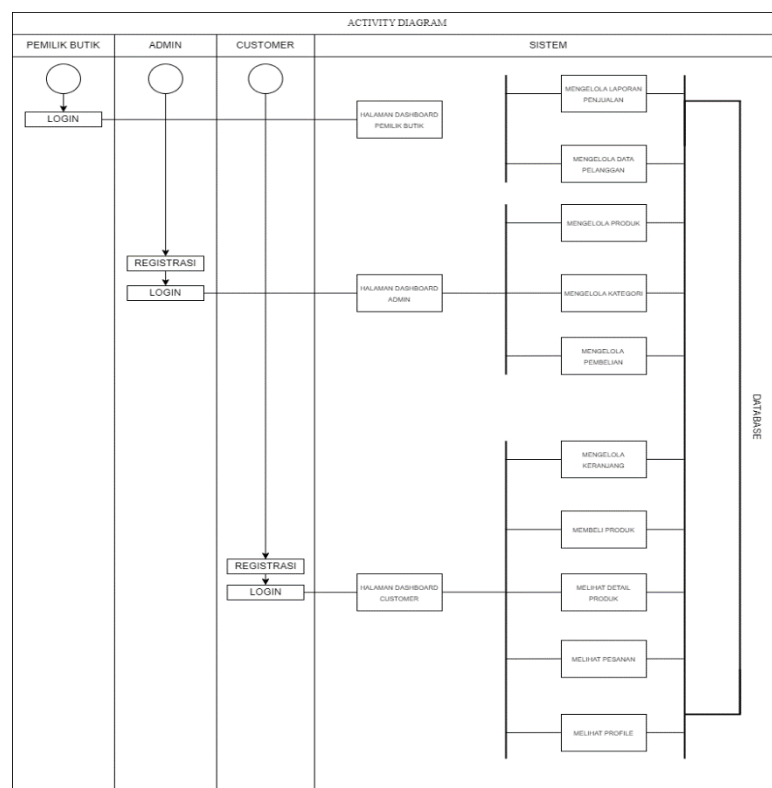 ACTIVITY DIAGRAM
PEMILIK BUTIK
ADMIN
CUSTOMER
SISTEM
LOGIN
HALAMAN DASHBOARD
PEMILIK BUTIK
MENGELOLA LAPORAN
PENJUALAN
MENGELOLA DATA
PELANGGAN
REGISTRASI
LOGIN
HALAMAN DASHBOARD
ADMIN
MENGELOLA PRODUK
MENGELOLA KATEGORI
MENGELOLA
PEMBELIAN
DATABASE
REGISTRASI
LOGIN
HALAMAN DASHBOARD
CUSTOMER
MENGELOLA
KERANJANG
MEMBELI PRODUK
MELIHAT DETAIL
PRODUK
MELIHAT PESANAN
MELIHAT PROFILE